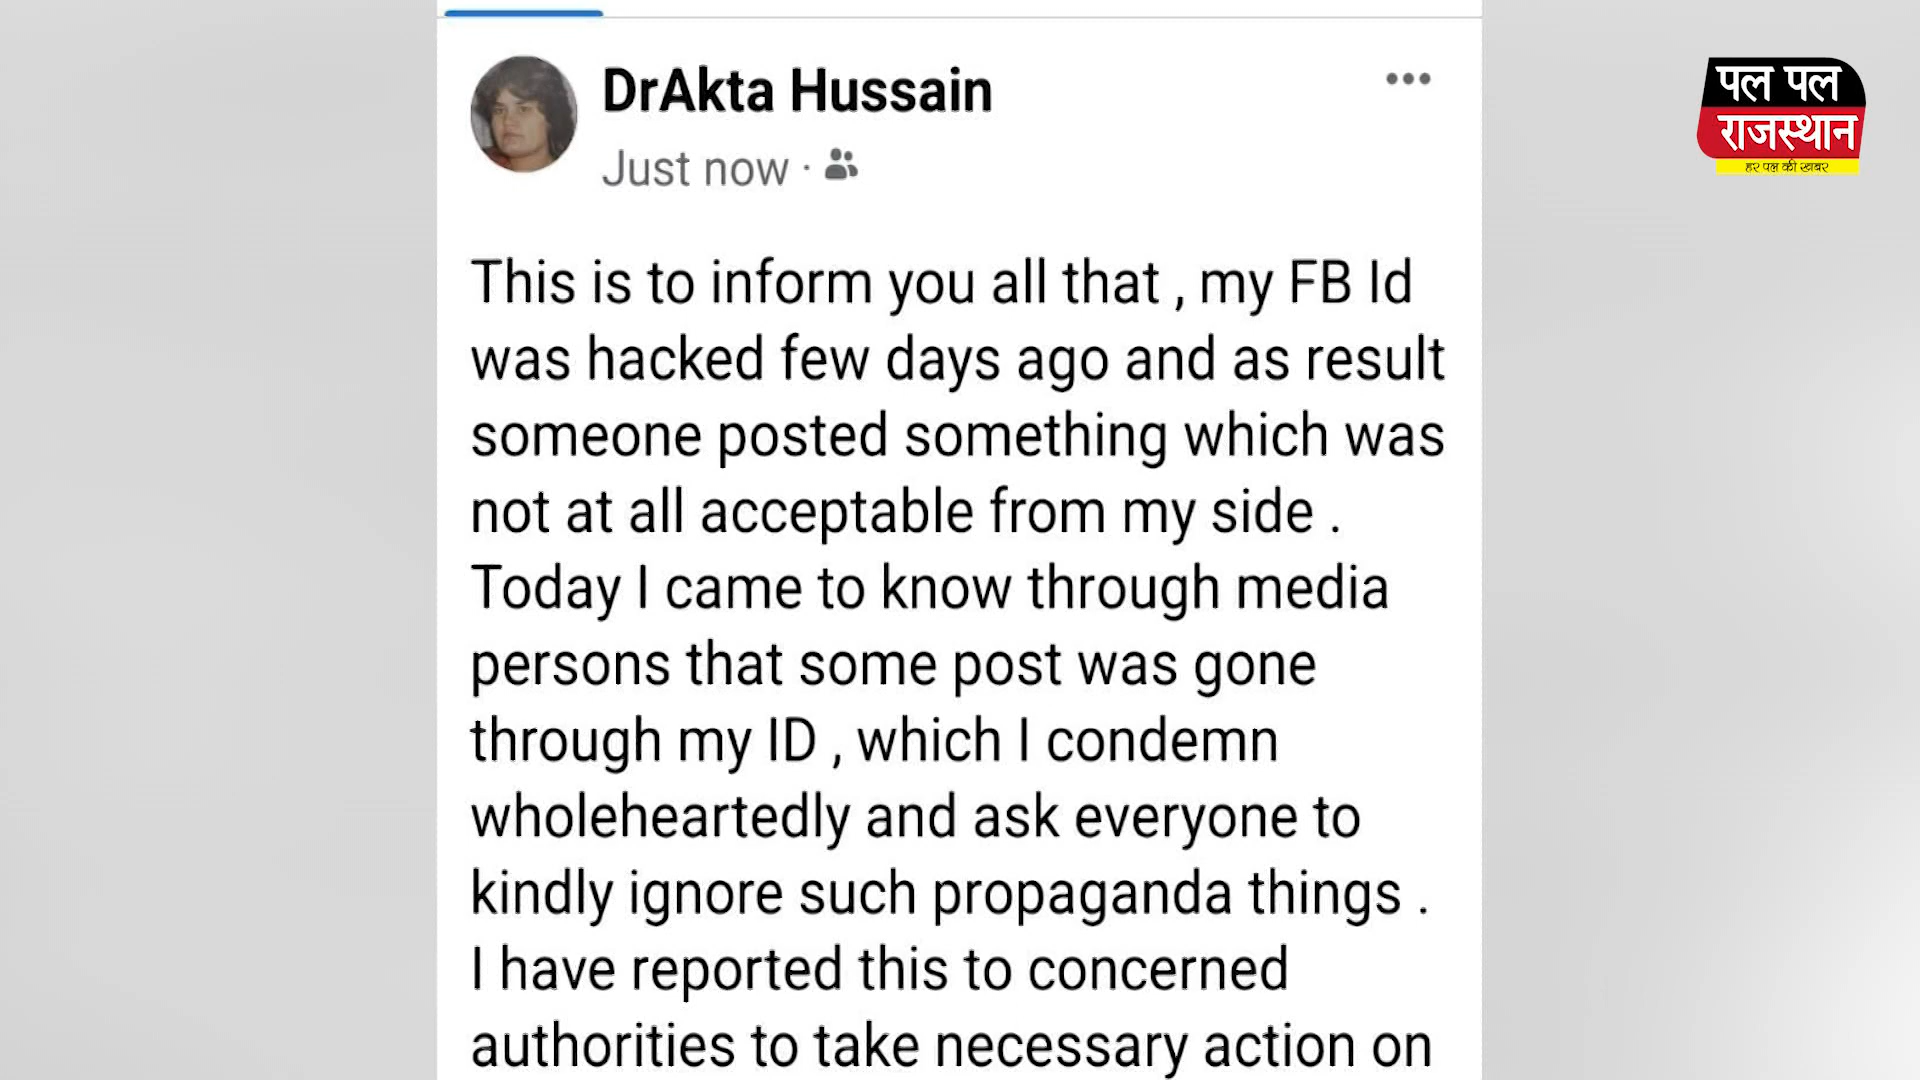 DrAkta Hussain
Just now ·
पल पल
राजस्थान
हर पल की खबर
This is to inform you all that , my FB Id
was hacked few days ago and as result
someone posted something which was
not at all acceptable from my side .
Today I came to know through media
persons that some post was gone
through my ID , which I condemn
wholeheartedly and ask everyone to
kindly ignore such propaganda things .
I have reported this to concerned
authorities to take necessary action on